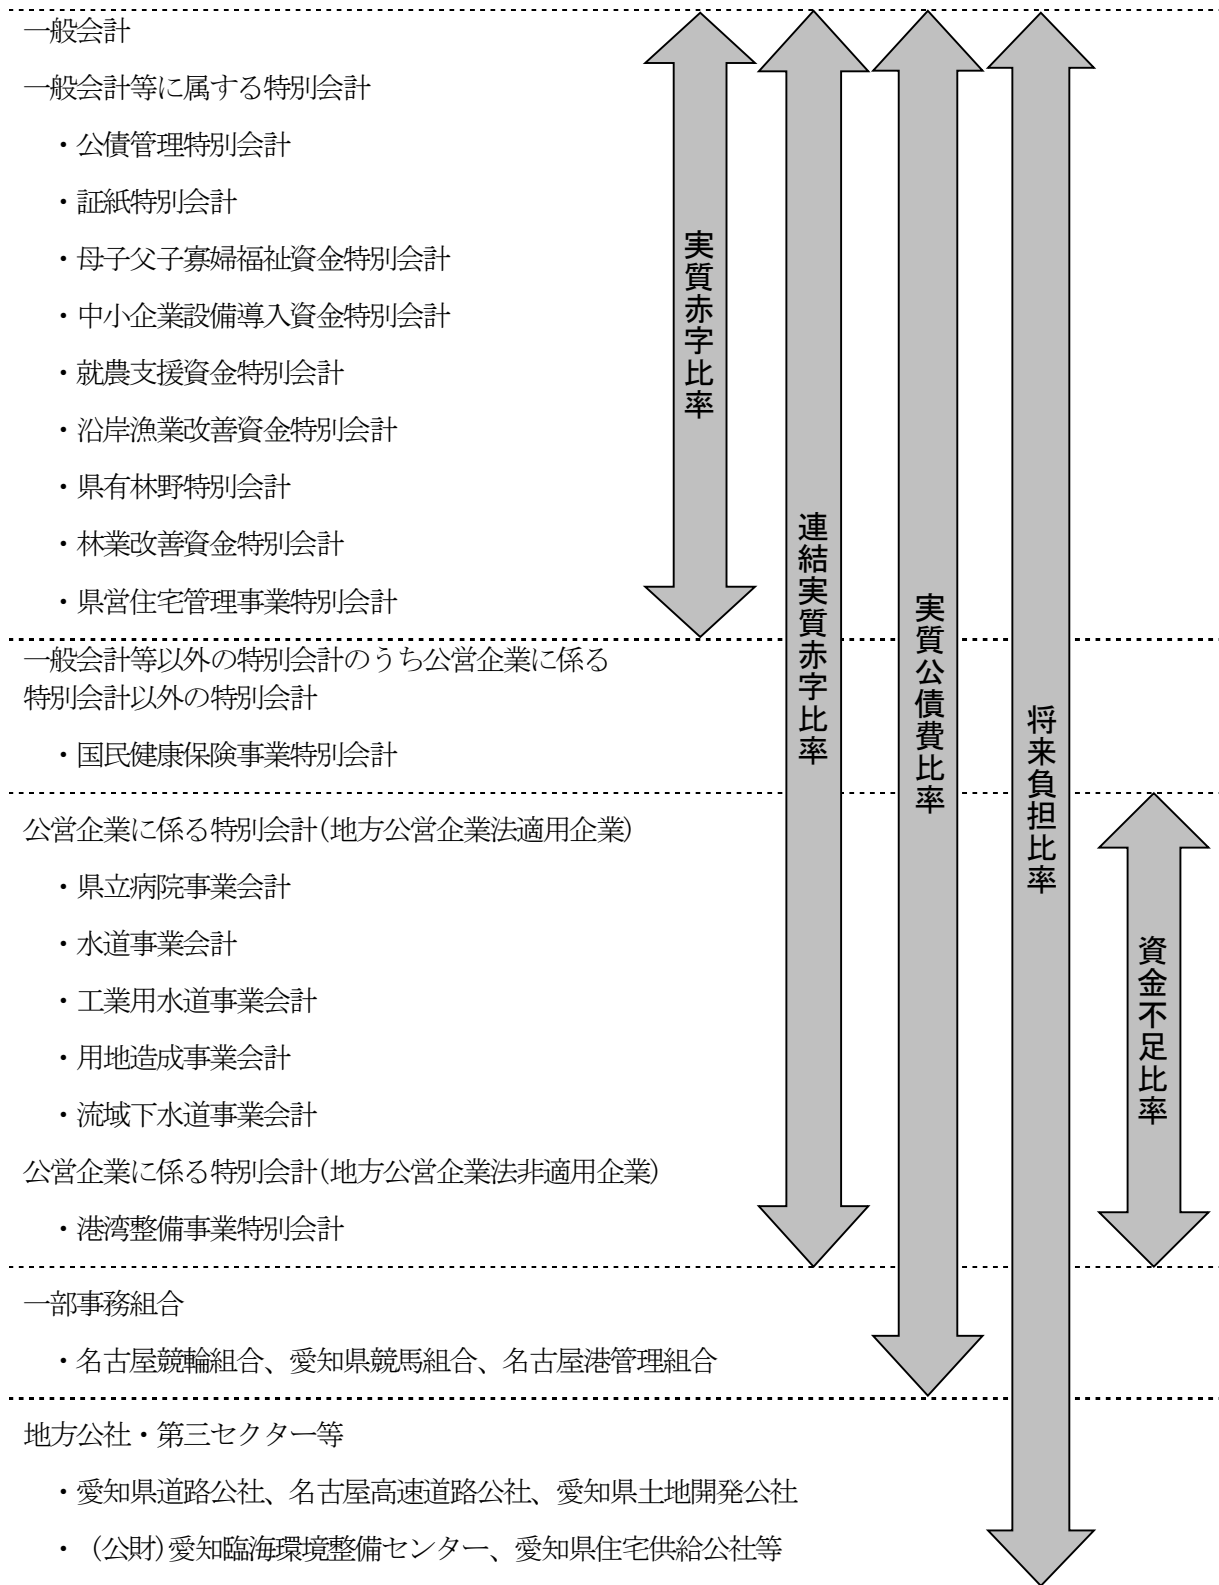 一般会計
一般会計等に属する特別会計
・公債管理特別会計
・証紙特別会計
・母子父子寡婦福祉資金特別会計
・中小企業設備導入資金特別会計
・就農支援資金特別会計
・沿岸漁業改善資金特別会計
・県有林野特別会計
・林業改善資金特別会計
・県営住宅管理事業特別会計
一般会計等以外の特別会計のうち公営企業に係る
特別会計以外の特別会計
・国民健康保険事業特別会計
公営企業に係る特別会計(地方公営企業法適用企業)
・県立病院事業会計
・水道事業会計
・工業用水道事業会計
・用地造成事業会計
・流域下水道事業会計
公営企業に係る特別会計(地方公営企業法非適用企業)
・港湾整備事業特別会計
一部事務組合
・名古屋競輪組合、愛知県競馬組合、名古屋港管理組合
地方公社・第三セクター等
・愛知県道路公社、名古屋高速道路公社、愛知県土地開発公社
・(公財)愛知臨海環境整備センター、愛知県住宅供給公社等
実質赤字比率
連結実質赤字比率
実質公債費比率
将来負担比率
資金不足比率